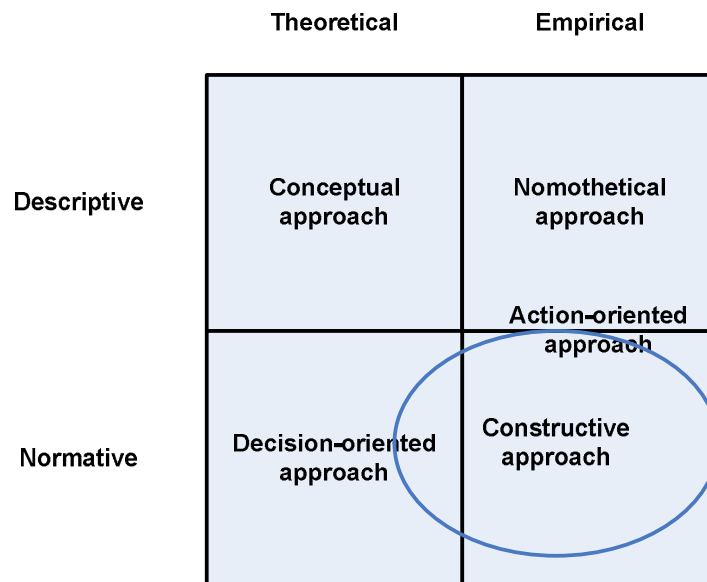 Theoretical
Empirical
Descriptive
Conceptual
approach
Nomothetical
approach
Action-oriented
approach
Normative
Decision-oriented
approach
Constructive
approach